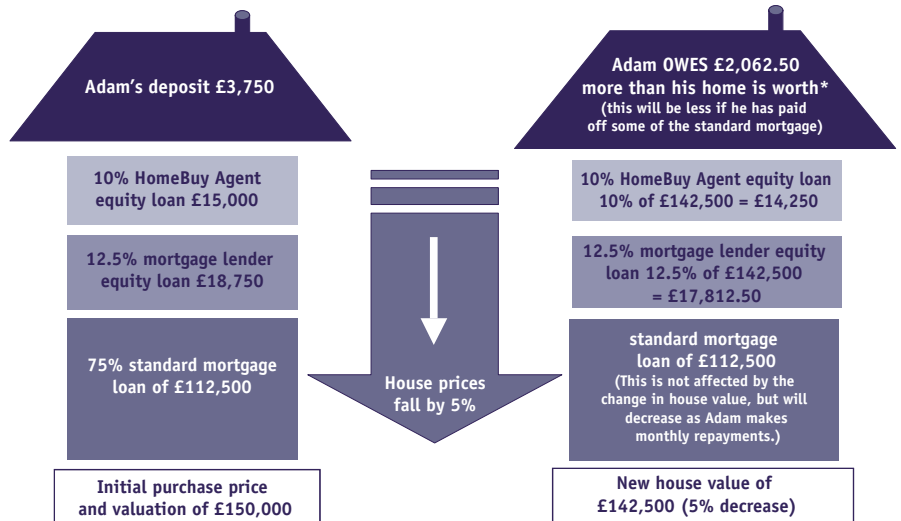 Adam's deposit £3,750
10% HomeBuy Agent
equity loan £15,000
12.5% mortgage lender
equity loan £18,750
75% standard mortgage
loan of £112,500
Initial purchase price
and valuation of £150,000
House prices
fall by 5%
Adam OWES £2,062.50
more than his home is worth*
(this will be less if he has paid
off some of the standard mortgage)
10% HomeBuy Agent equity loan
10% of £142,500 = £14,250
12.5% mortgage lender equity
loan 12.5% of £142,500
= £17,812.50
standard mortgage
loan of £112,500
(This is not affected by the
change in house value, but will
decrease as Adam makes
monthly repayments.)
New house value of
£142,500 (5% decrease)